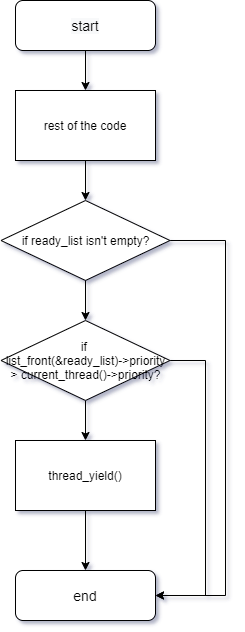 start
rest of the code
if ready_list isn't empty?
if
list_front(&ready_list)->priority
> current_thread()->priority?
thread_yield()
end